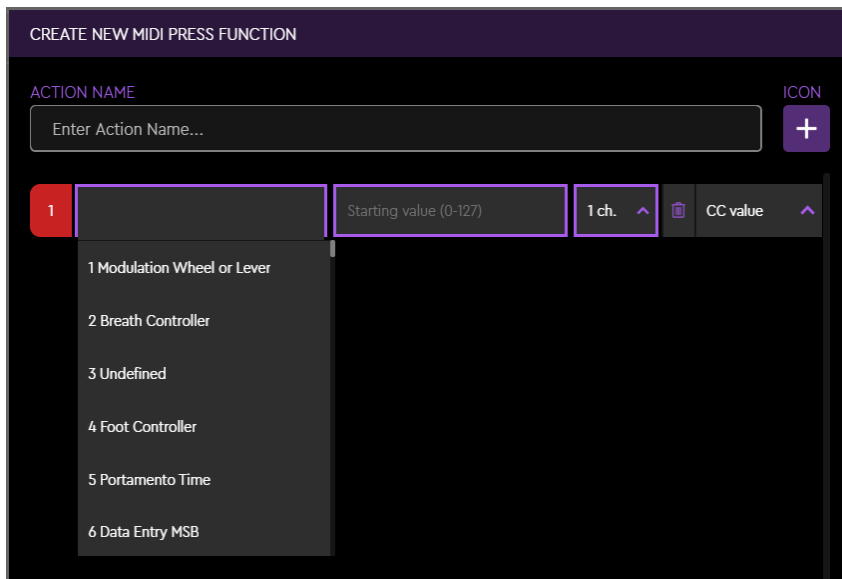 CREATE NEW MIDI PRESS FUNCTION
ACTION NAME
ICON
Enter Action Name...
1
Starting value (0-127)
1 ch.
CC value
1 Modulation Wheel or Lever
2 Breath Controller
3 Undefined
4 Foot Controller
5 Portamento Time
6 Data Entry MSB